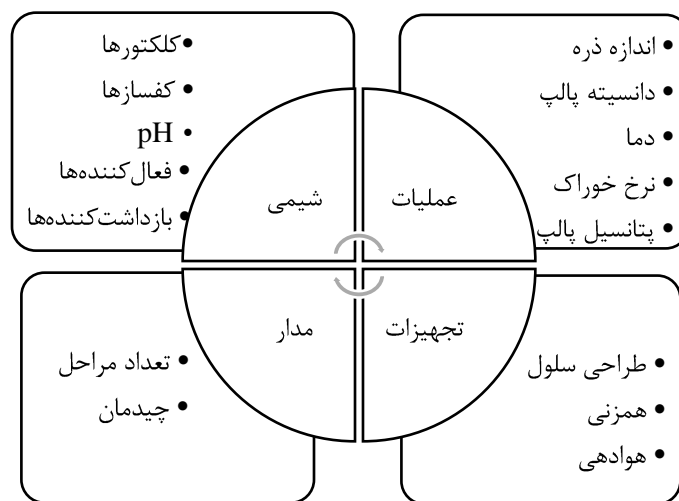 اندازه ذره
دانسیته پالپ
دما
نرخ خوراک
پتانسیل پالپ
عملیات
کلکتورها
کفسازها
pH
فعال‌کننده‌ها
بازداشت‌کننده‌ها
شیمی
تجهیزات
طراحی سلول
همزنی
هوادهی
مدار
تعداد مراحل
چیدمان